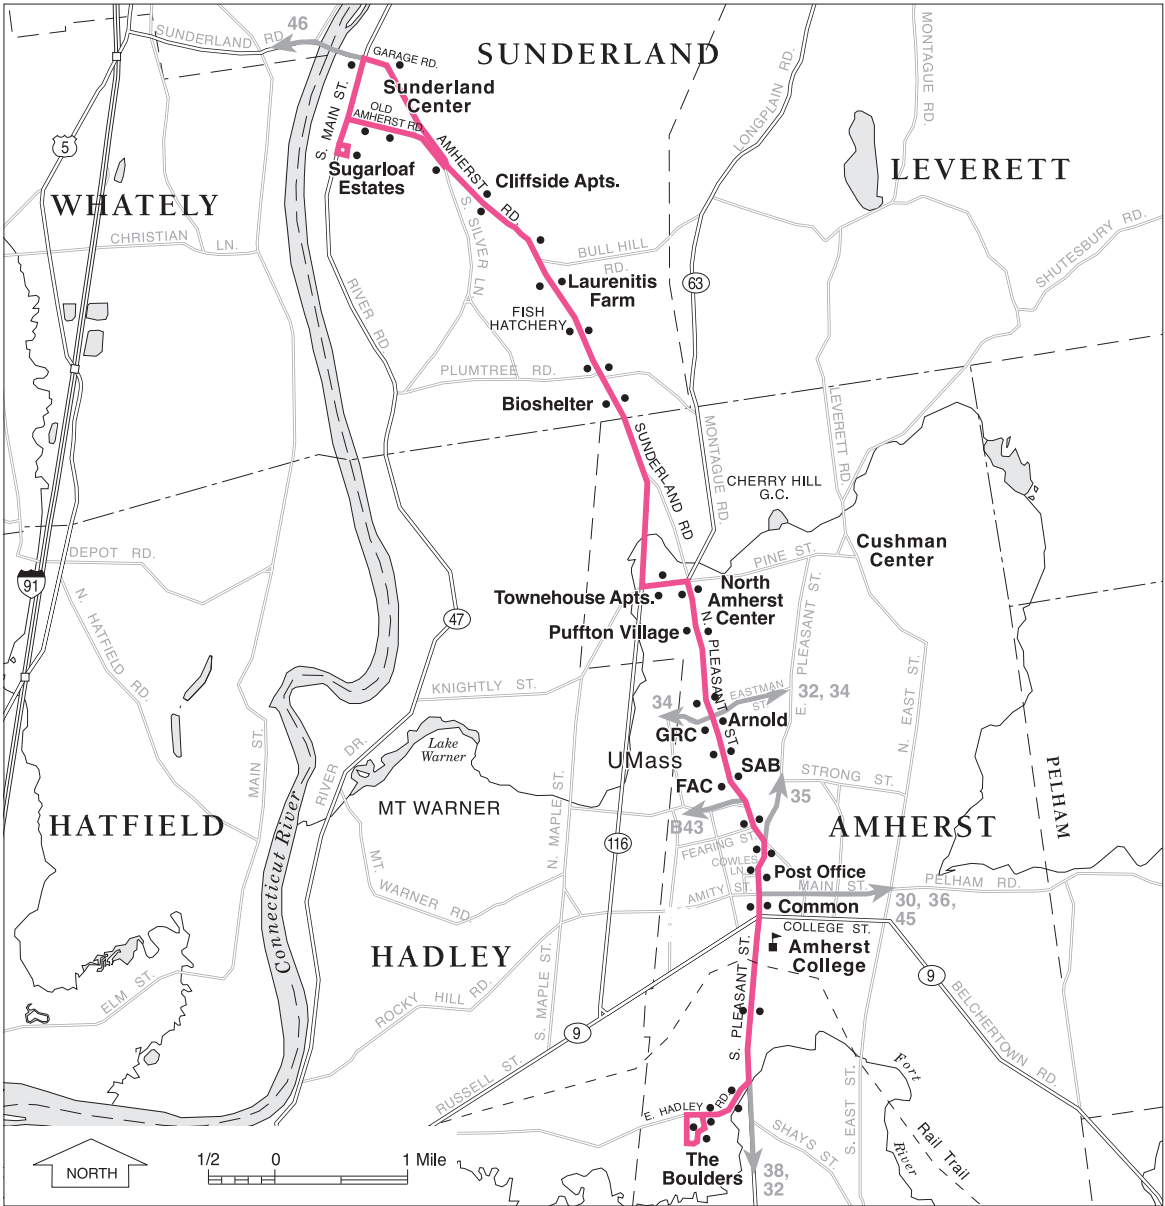 46
SUNDERLAND RD.
SUNDERLAND
GARAGE RD.
Sunderland
Center
S. MAIN ST.
OLD
AMHERST RD.
MONTAGUE RD.
LONGPLAIN RD.
5
Sugarloaf
Estates
AMHERST RD.
Cliffside Apts.
LEVERETT
WHATELY
CHRISTIAN LN.
S. SILVER LN.
BULL HILL
RD.
SHUTESBURY RD.
RIVER RD
Laurenitis
Farm
63
FISH
HATCHERY
PLUMTREE RD.
Bioshelter
SUNDERLAND RD
MONTAGUE RD.
LEVERETT RD.
CHERRY HILL
G.C.
Cushman
Center
DEPOT RD.
PINE ST.
91
N. HATFIELD RD.
47
Townehouse Apts.
North
Amherst
Center
Puffton Village
N. PLEASANT ST.
E. PLEASANT ST.
N. EAST ST.
KNIGHTLY ST.
EASTMAN
ST.
32, 34
34
Arnold
GRC
UMass
SAB
FAC
STRONG ST.
35
PELHAM
MAIN ST.
RIVER DR.
Lake
Warner
MT WARNER
N. MAPLE ST.
B43
HATFIELD
116
AMHERST
FEARING ST.
COWLES
LN.
Post Office
MT.
WARNER RD.
AMITY ST.
MAIN ST.
PELHAM RD.
30, 36,
45
Common
COLLEGE ST.
Amherst
College
Connecticut River
HADLEY
S. MAPLE ST.
S. PLEASANT ST.
9
BELCHERTOWN RD.
ELM ST.
ROCKY HILL RD.
9
RUSSELL ST.
Fort
River
Rail Trail
S. EAST ST.
E. HADLEY RD.
SHAYS ST.
The
Boulders
38,
32
NORTH
1/2 0 1 Mile